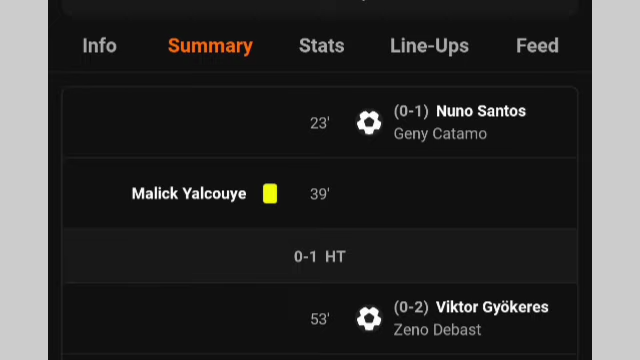 Info Summary Stats Line-Ups Feed
23' (0-1) Nuno Santos
Geny Catamo
Malick Yalcouye 39'
0-1 HT
53' (0-2) Viktor Gyökeres
Zeno Debast